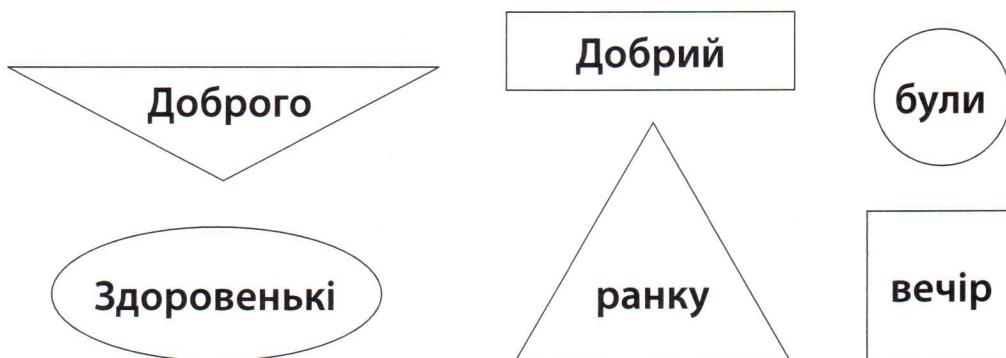 Доброго
Добрий
були
Здоровенькі
ранку
вечір